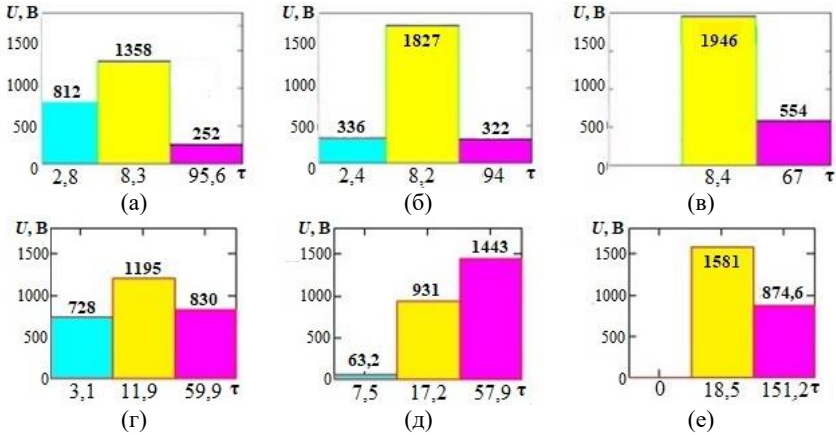 U, В
1500
1000
500
0
812
1358
252
2,8 8,3 95,6 τ
(а)
U, В
1500
1000
500
0
336
1827
322
2,4 8,2 94 τ
(б)
U, В
1500
1000
500
0
1946
554
8,4 67 τ
(в)
U, В
1500
1000
500
0
728
1195
830
3,1 11,9 59,9 τ
(г)
U, В
1500
1000
500
0
63,2
931
1443
7,5 17,2 57,9 τ
(д)
U, В
1500
1000
500
0
1581
874,6
0 18,5 151,2 τ
(е)